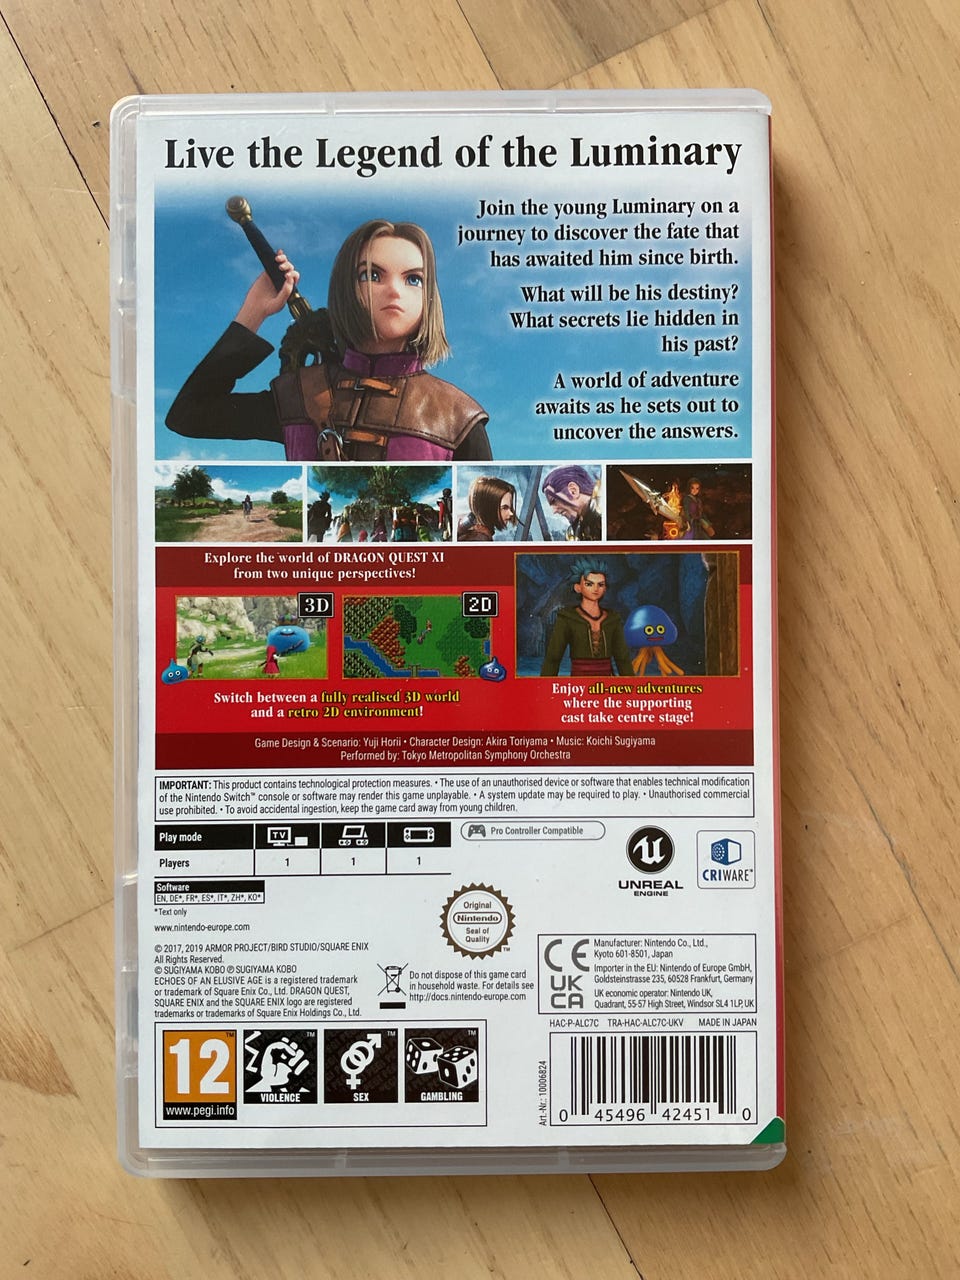 Live the Legend of the Luminary
Join the young Luminary on a
journey to discover the fate that
has awaited him since birth.
What will be his destiny?
What secrets lie hidden in
his past?
A world of adventure
awaits as he sets out to
uncover the answers.
Explore the world of DRAGON QUEST XI
from two unique perspectives!
3D
2D
Switch between a fully realised 3D world
and a retro 2D environment!
Enjoy all-new adventures
where the supporting
cast take centre stage!
Game Design & Scenario: Yuji Horii • Character Design: Akira Toriyama • Music: Koichi Sugiyama
Performed by: Tokyo Metropolitan Symphony Orchestra
IMPORTANT: This product contains technological protection measures. • The use of an unauthorised device or software that enables technical modification
of the Nintendo Switch™ console or software may render this game unplayable. • A system update may be required to play. • Unauthorised commercial
use prohibited. • To avoid accidental ingestion, keep the game card away from young children.
Play mode TV
Players 1 1 1
Pro Controller Compatible
UNREAL
ENGINE
CRIWARE™
Software
EN, DE*, FR*, ES*, IT*, ZH*, KO*
*Text only
www.nintendo-europe.com
Original
Nintendo
Seal of
Quality
TM
© 2017, 2019 ARMOR PROJECT/BIRD STUDIO/SQUARE ENIX
All Rights Reserved.
© SUGIYAMA KOBO ℗ SUGIYAMA KOBO
ECHOES OF AN ELUSIVE AGE is a registered trademark
or trademark of Square Enix Co., Ltd. DRAGON QUEST,
SQUARE ENIX and the SQUARE ENIX logo are registered
trademarks or trademarks of Square Enix Holdings Co., Ltd.
Do not dispose of this game card
in household waste. For details see
http://docs.nintendo-europe.com
CE
UK
CA
Manufacturer: Nintendo Co., Ltd.,
Kyoto 601-8501, Japan
Importer in the EU: Nintendo of Europe GmbH,
Goldsteinstrasse 235, 60528 Frankfurt, Germany
UK economic operator: Nintendo UK,
Quadrant, 55-57 High Street, Windsor SL4 1LP, UK
HAC-P-ALC7C TRA-HAC-ALC7C-UKV MADE IN JAPAN
12
TM
www.pegi.info
TM
VIOLENCE
TM
SEX
TM
GAMBLING
Art.-Nr.: 10006824
0 45496 42451 0